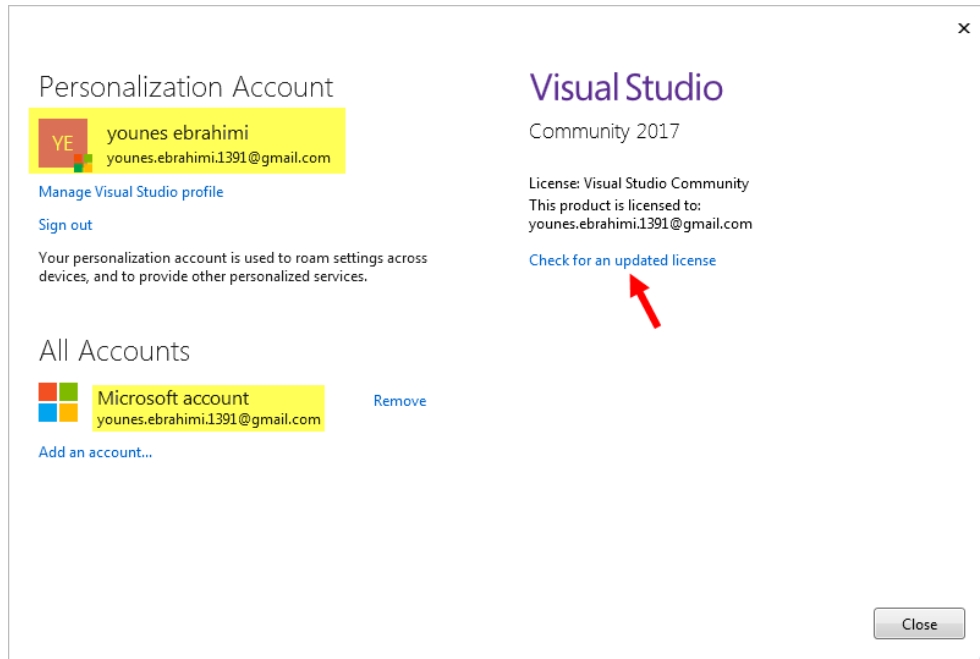 Personalization Account
YE
younes ebrahimi
younes.ebrahimi.1391@gmail.com
Manage Visual Studio profile
Sign out
Your personalization account is used to roam settings across
devices, and to provide other personalized services.
All Accounts
Microsoft account
younes.ebrahimi.1391@gmail.com
Remove
Add an account...
Visual Studio
Community 2017
License: Visual Studio Community
This product is licensed to:
younes.ebrahimi.1391@gmail.com
Check for an updated license
Close